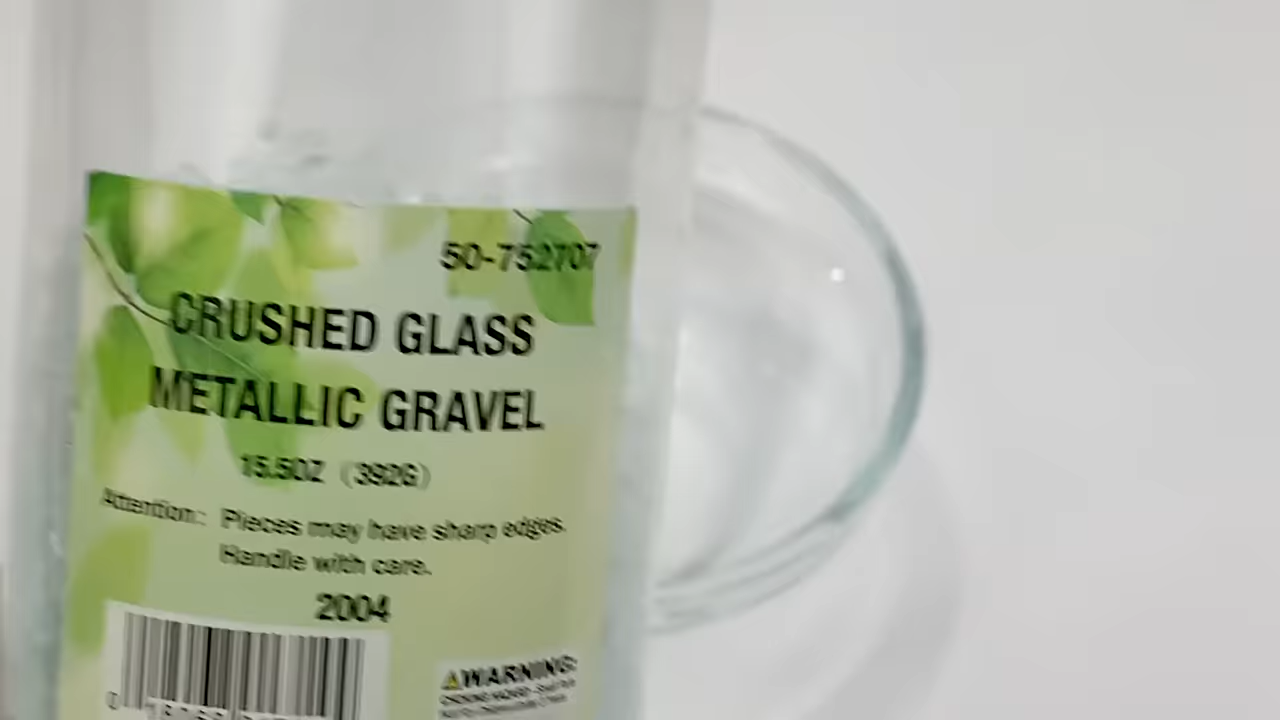 50-752707
CRUSHED GLASS
METALLIC GRAVEL
15.5OZ (392G)
Attention: Pieces may have sharp edges.
Handle with care.
2004
WARNING: